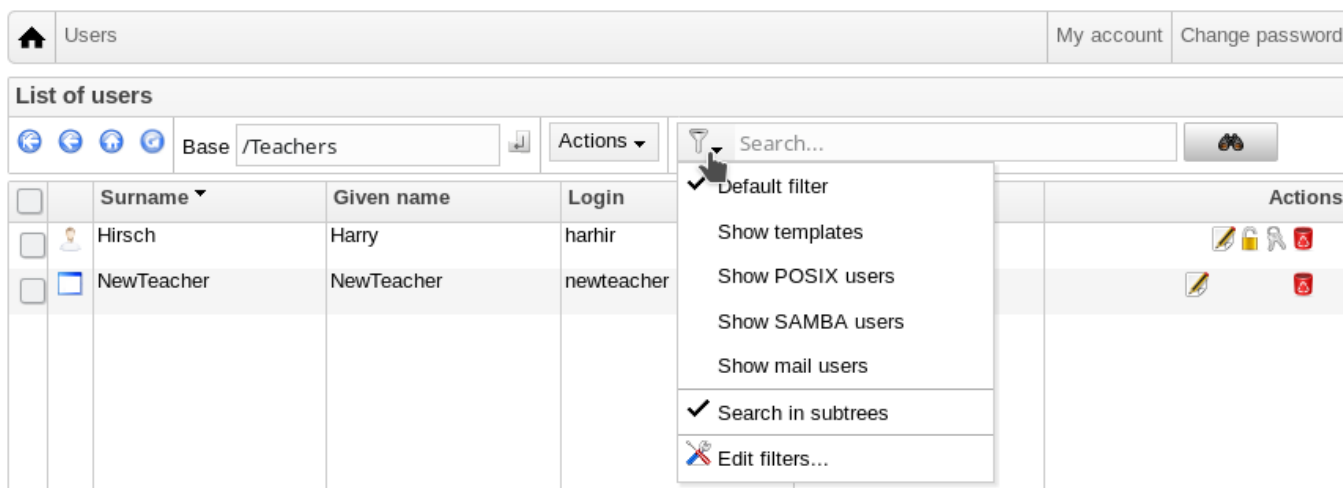 Users My account Change password
List of users
Base /Teachers Actions Search...
Surname Given name Login Actions
Hirsch Harry harhir
NewTeacher NewTeacher newteacher
Default filter
Show templates
Show POSIX users
Show SAMBA users
Show mail users
Search in subtrees
Edit filters...